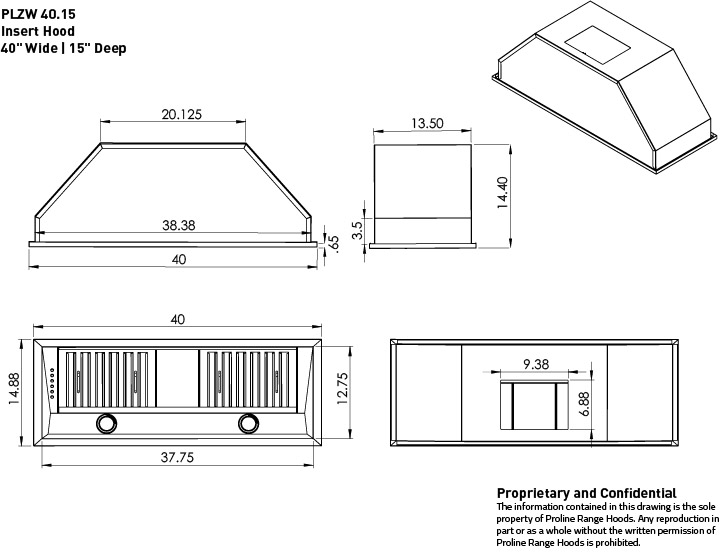 PLZW 40.15
Insert Hood
40" Wide | 15" Deep
20.125
13.50
38.38
.65
40
3.5
14.40
40
14.88
12.75
37.75
9.38
6.88
Proprietary and Confidential
The information contained in this drawing is the sole
property of Proline Range Hoods. Any reproduction in
part or as a whole without the written permission of
Proline Range Hoods is prohibited.